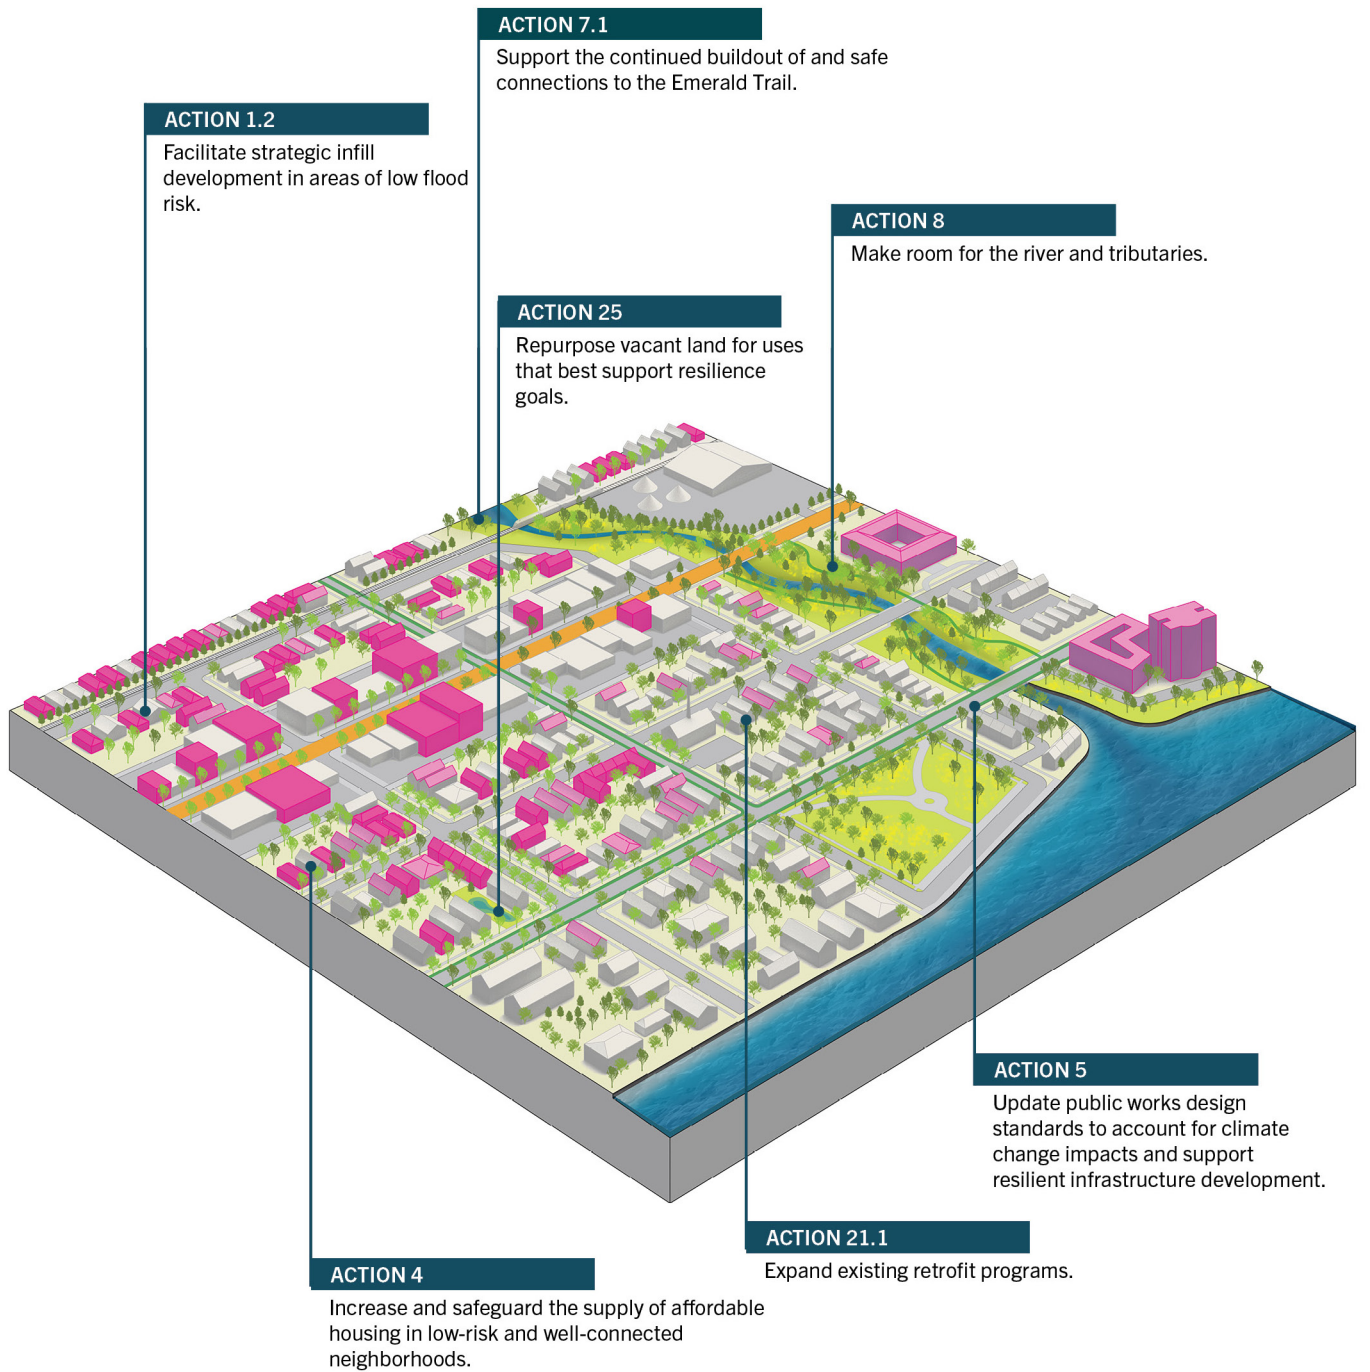 ACTION 7.1
Support the continued buildout of and safe
connections to the Emerald Trail.
ACTION 1.2
Facilitate strategic infill
development in areas of low flood
risk.
ACTION 8
Make room for the river and tributaries.
ACTION 25
Repurpose vacant land for uses
that best support resilience
goals.
ACTION 5
Update public works design
standards to account for climate
change impacts and support
resilient infrastructure development.
ACTION 21.1
Expand existing retrofit programs.
ACTION 4
Increase and safeguard the supply of affordable
housing in low-risk and well-connected
neighborhoods.